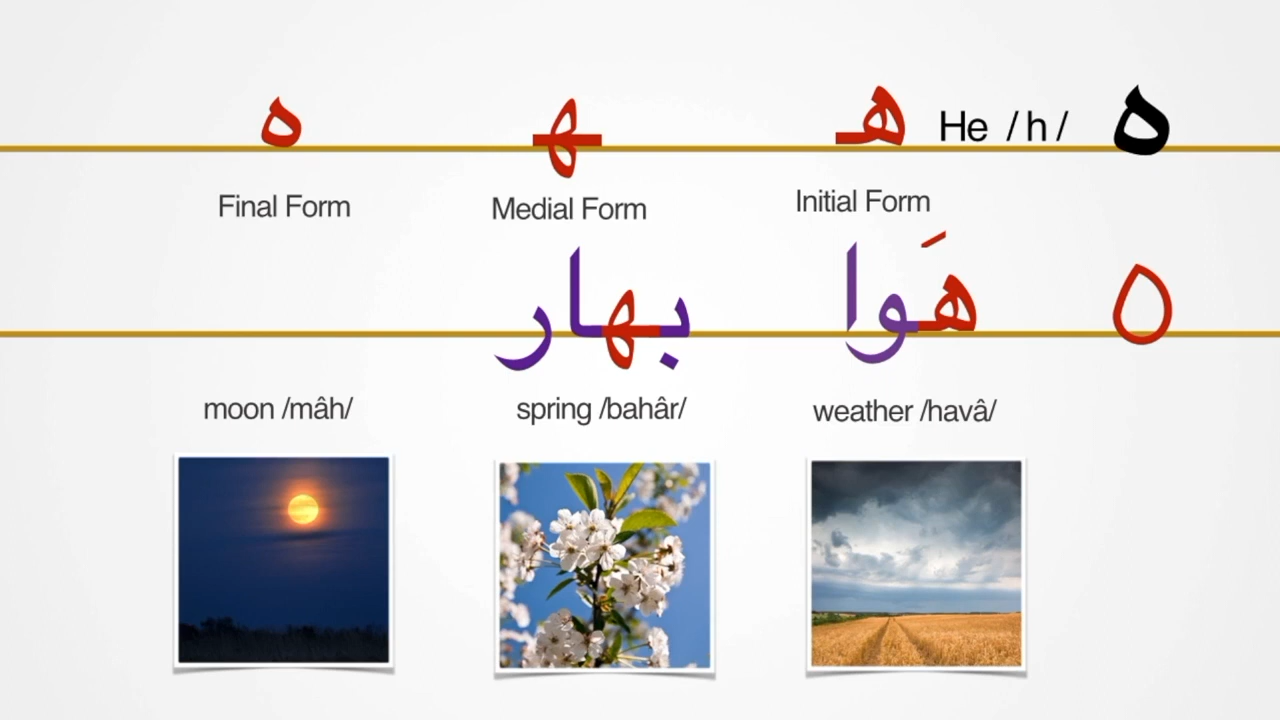 ه He /h/ هـ ـهـ ه
Initial Form Medial Form Final Form
ه هَوا بهار
weather /havâ/ spring /bahâr/ moon /mâh/